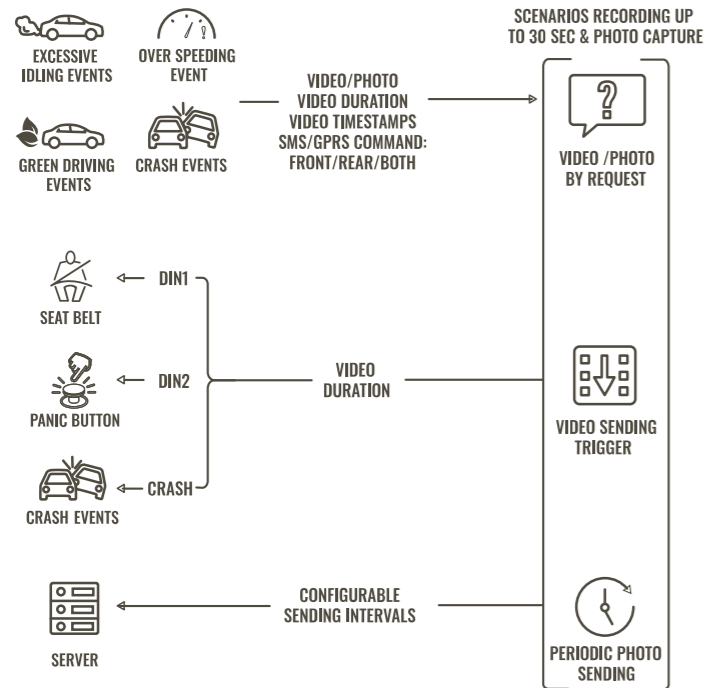 SCENARIOS RECORDING UP
TO 30 SEC & PHOTO CAPTURE
EXCESSIVE
IDLING EVENTS
OVER SPEEDING
EVENT
GREEN DRIVING
EVENTS
CRASH EVENTS
VIDEO/PHOTO
VIDEO DURATION
VIDEO TIMESTAMPS
SMS/GPRS COMMAND:
FRONT/REAR/BOTH
?
VIDEO /PHOTO
BY REQUEST
DIN1
SEAT BELT
DIN2
PANIC BUTTON
CRASH
CRASH EVENTS
VIDEO
DURATION
VIDEO SENDING
TRIGGER
SERVER
CONFIGURABLE
SENDING INTERVALS
PERIODIC PHOTO
SENDING